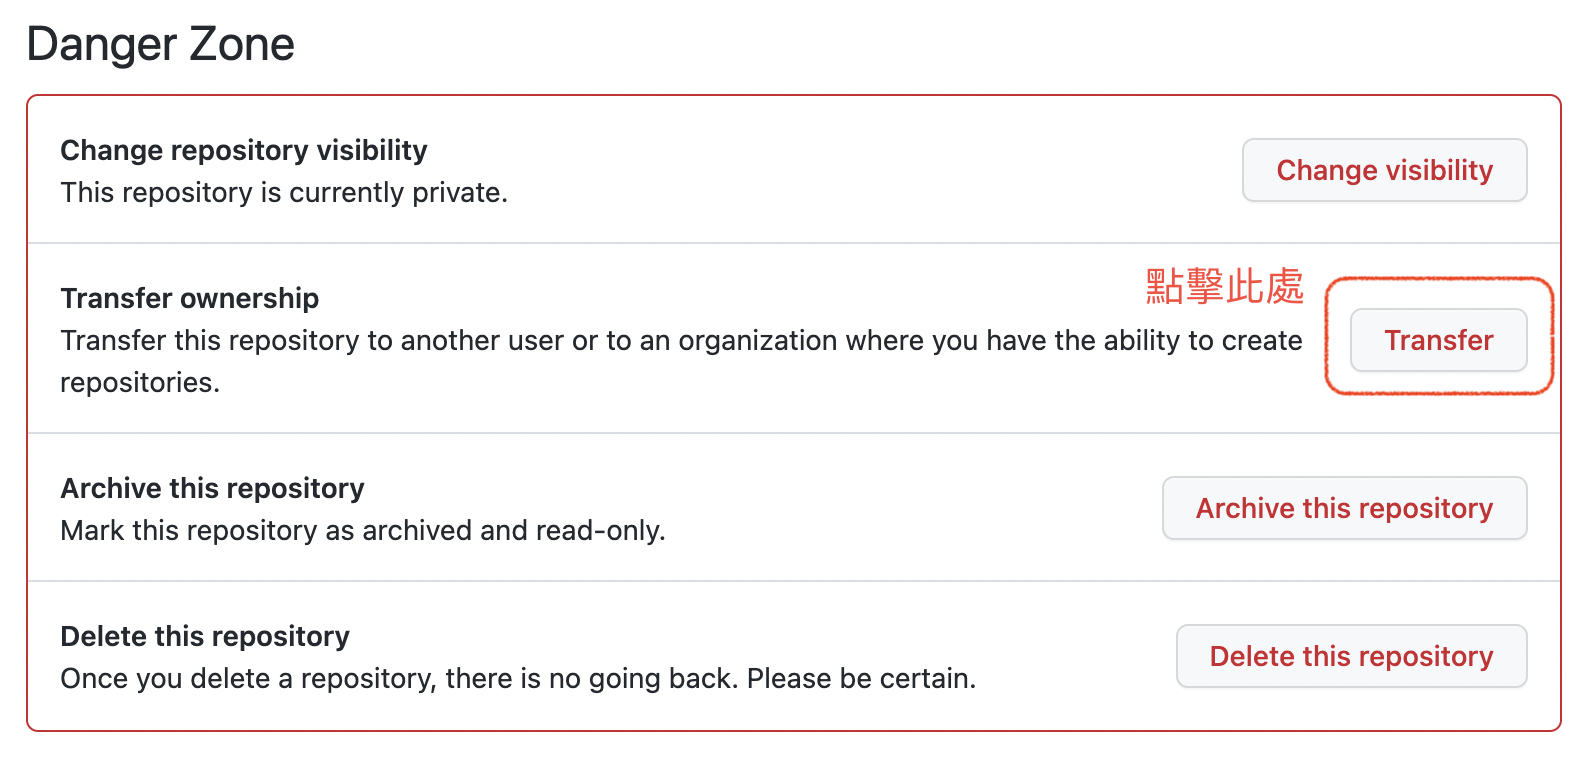 Danger Zone
Change repository visibility
This repository is currently private.
Change visibility
Transfer ownership
點擊此處
Transfer this repository to another user or to an organization where you have the ability to create
repositories.
Transfer
Archive this repository
Mark this repository as archived and read-only.
Archive this repository
Delete this repository
Once you delete a repository, there is no going back. Please be certain.
Delete this repository